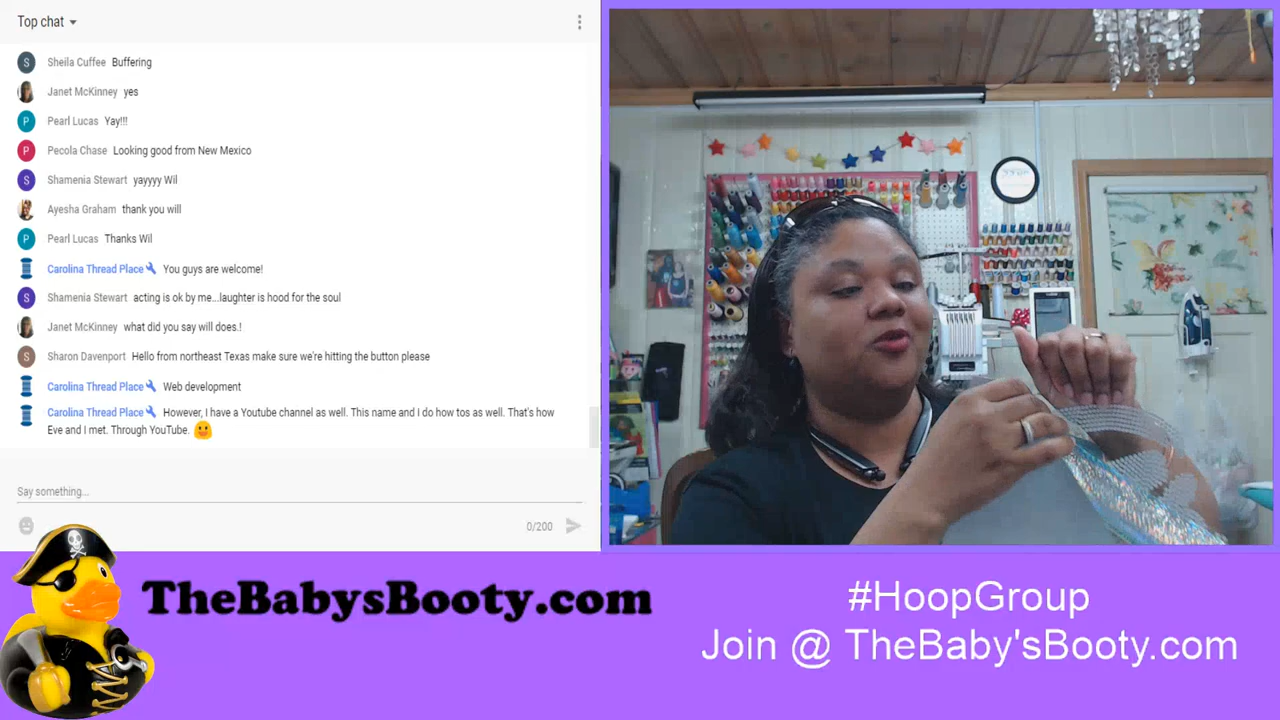 Top chat
Sheila Cuffee Buffering
Janet McKinney yes
Pearl Lucas Yay!!!
Pecola Chase Looking good from New Mexico
Shamenia Stewart yayyyy Wil
Ayesha Graham thank you will
Pearl Lucas Thanks Wil
Carolina Thread Place You guys are welcome!
Shamenia Stewart acting is ok by me...laughter is hood for the soul
Janet McKinney what did you say will does.!
Sharon Davenport Hello from northeast Texas make sure we're hitting the button please
Carolina Thread Place Web development
Carolina Thread Place However, I have a Youtube channel as well. This name and I do how tos as well. That's how
Eve and I met. Through YouTube.
Say something...
0/200
TheBabysBooty.com
#HoopGroup
Join @ TheBaby'sBooty.com